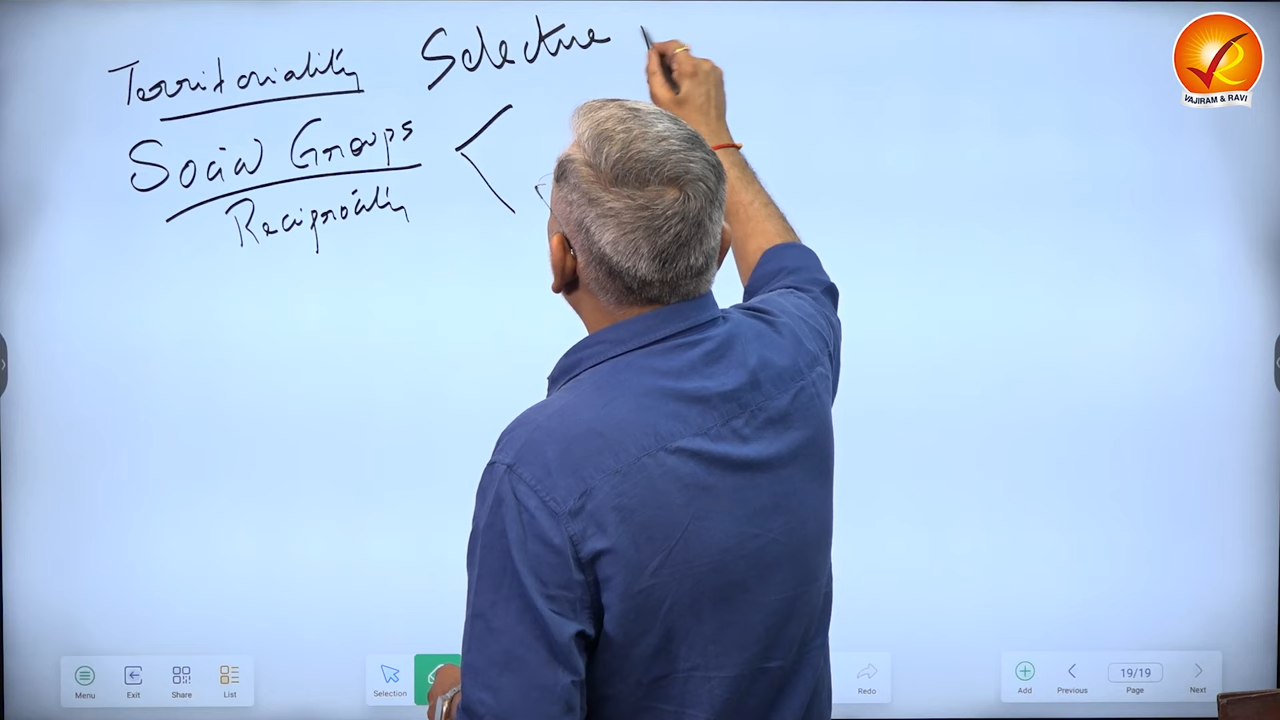 Territoriality
Selective
Social Groups
Reciprocity
VAJIRAM & RAVI
Menu
Exit
Share
List
Selection
Redo
Add
Previous
19/19
Page
Next